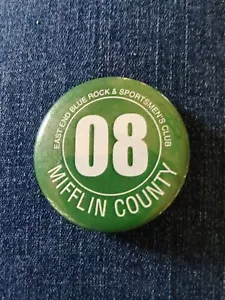 EAST END BLUE ROCK & SPORTSMEN'S CLUB
08
MIFFLIN COUNTY